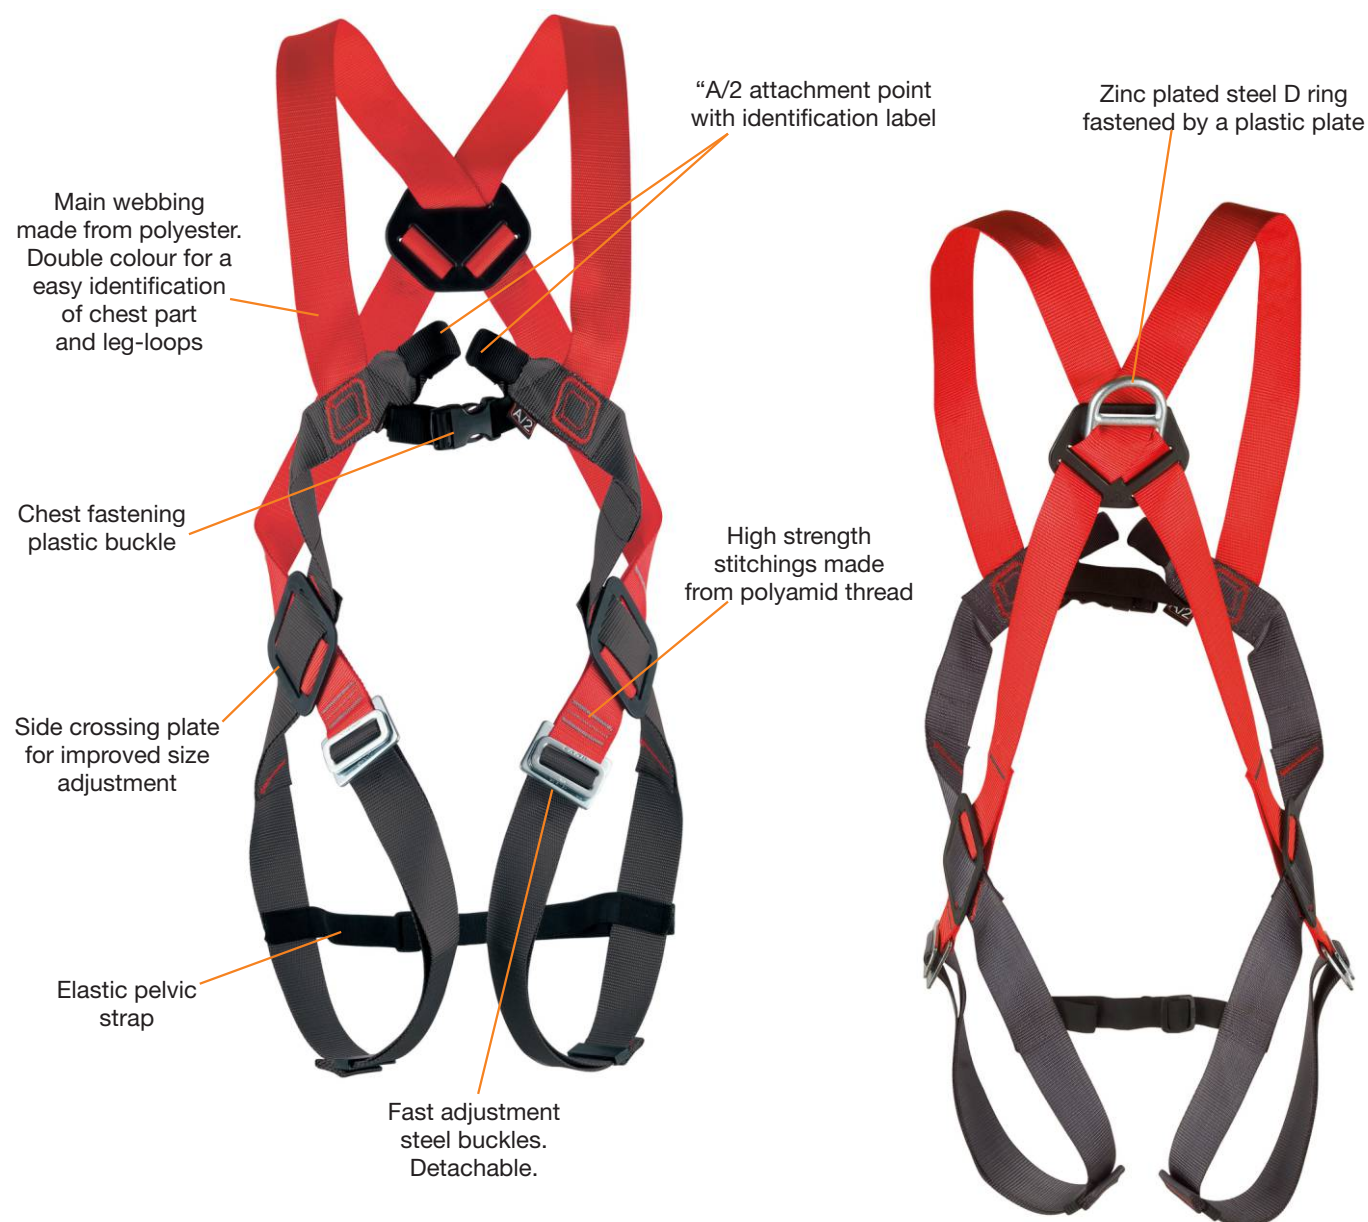 “A/2 attachment point
with identification label
Zinc plated steel D ring
fastened by a plastic plate
Main webbing
made from polyester.
Double colour for a
easy identification
of chest part
and leg-loops
A/2
Chest fastening
plastic buckle
High strength
stitchings made
from polyamid thread
A/2
Side crossing plate
for improved size
adjustment
Elastic pelvic
strap
Fast adjustment
steel buckles.
Detachable.